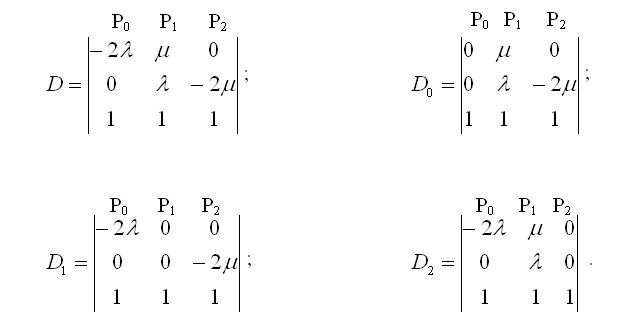 P₀ P₁ P₂
D = |−2λ μ 0|
|0 λ −2μ| ;
|1 1 1|
P₀ P₁ P₂
D₀ = |0 μ 0|
|0 λ −2μ| ;
|1 1 1|
P₀ P₁ P₂
D₁ = |−2λ 0 0|
|0 0 −2μ| ;
|1 1 1|
P₀ P₁ P₂
D₂ = |−2λ μ 0|
|0 λ 0| .
|1 1 1|